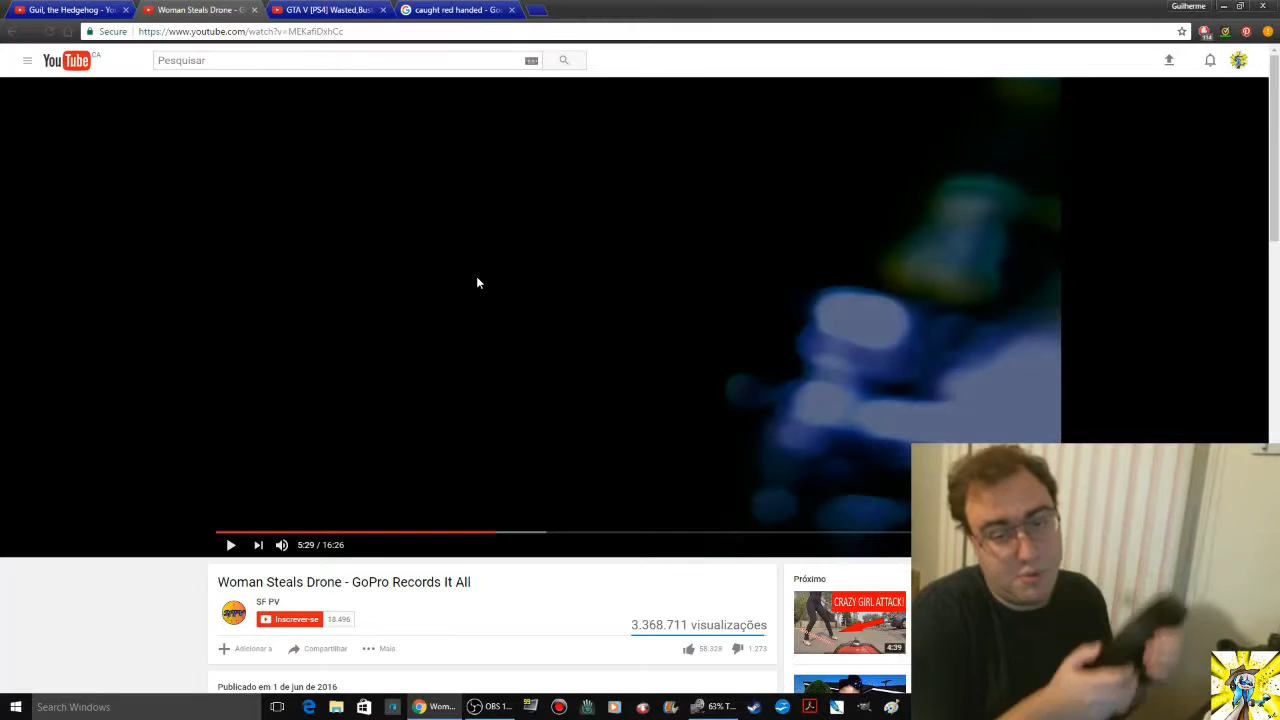 Guil, the Hedgehog - Yo
Woman Steals Drone - G
GTA V [PS4] Wasted,Bus
caught red handed - Go
Guilherme
Secure
https://www.youtube.com/watch?v=MEKafiDxhCc
114
YouTube CA
Pesquisar
5:29 / 16:26
Woman Steals Drone - GoPro Records It All
SF PV
Inscrever-se 18.496
3.368.711 visualizações
Adicionar a
Compartilhar
Mais
58.328
1.273
Publicado em 1 de jun de 2016
Próximo
CRAZY GIRL ATTACK!
4:39
Search Windows
Wom...
OBS 1...
63% T...